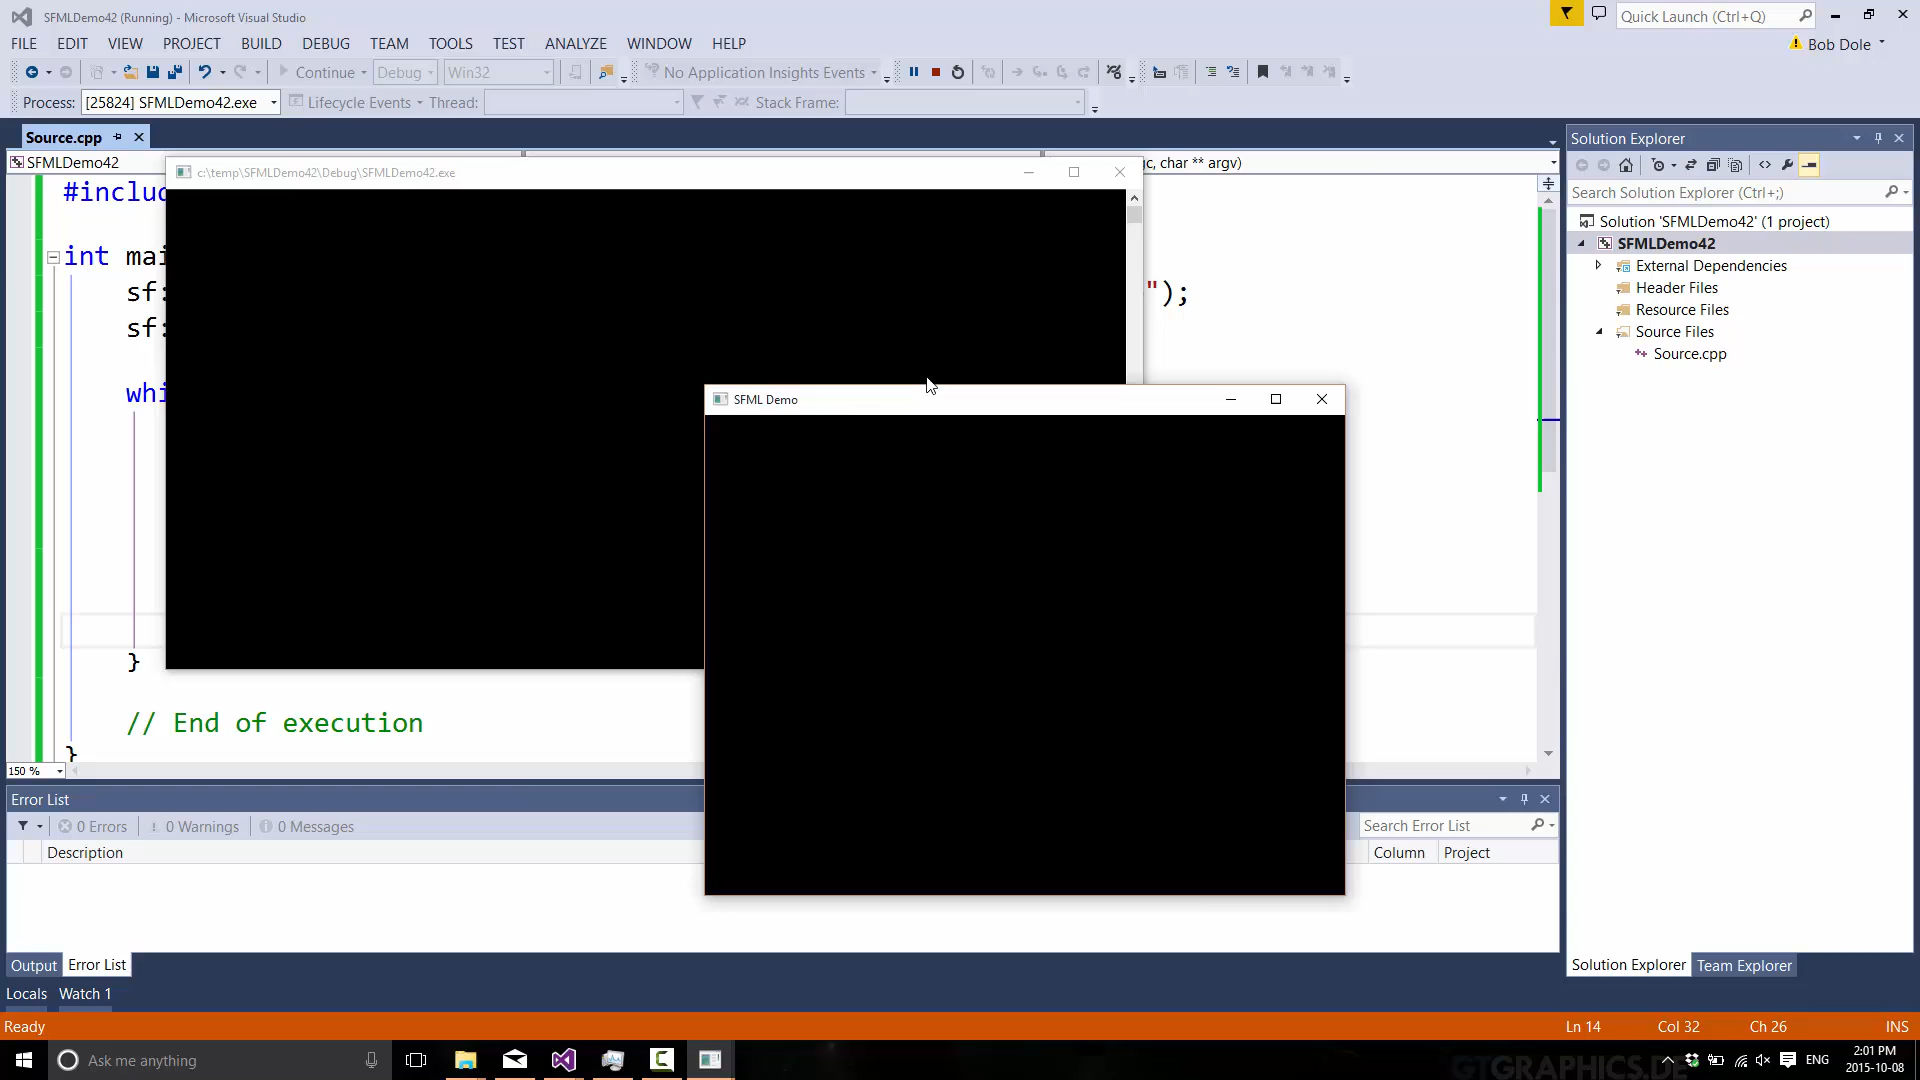 SFMLDemo42 (Running) - Microsoft Visual Studio
Quick Launch (Ctrl+Q)
FILE EDIT VIEW PROJECT BUILD DEBUG TEAM TOOLS TEST ANALYZE WINDOW HELP
Bob Dole
Continue Debug Win32 No Application Insights Events
Process: [25824] SFMLDemo42.exe Lifecycle Events Thread: Stack Frame:
Source.cpp
SFMLDemo42
c, char ** argv)
c:\temp\SFMLDemo42\Debug\SFMLDemo42.exe
#includ
int mai
sf:
");
sf:
whi
SFML Demo
}
// End of execution
}
150 %
Error List
0 Errors 0 Warnings 0 Messages
Search Error List
Description Column Project
Output Error List
Locals Watch 1
Solution Explorer
Search Solution Explorer (Ctrl+;)
Solution 'SFMLDemo42' (1 project)
SFMLDemo42
External Dependencies
Header Files
Resource Files
Source Files
Source.cpp
Solution Explorer Team Explorer
Ready Ln 14 Col 32 Ch 26 INS
Ask me anything
GTGRAPHICS.DE
ENG
2:01 PM
2015-10-08